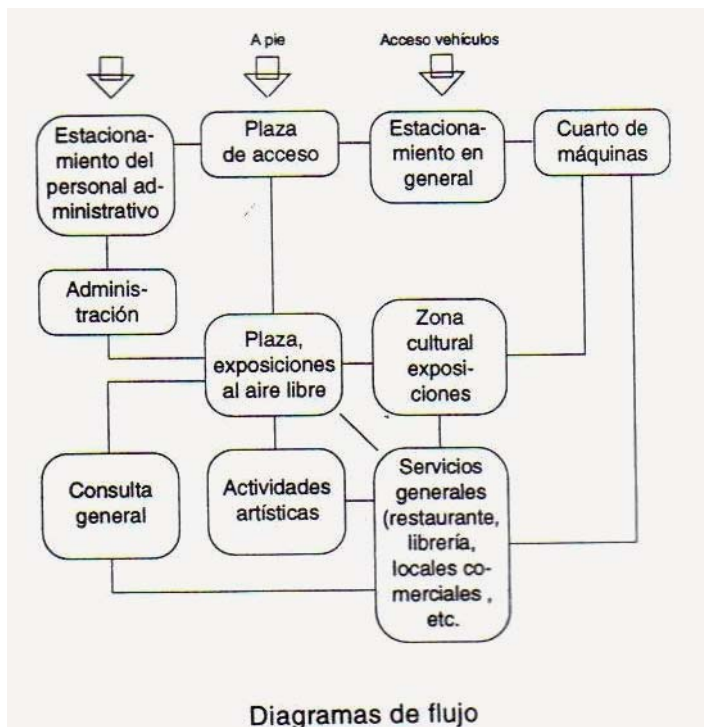 A pie
Acceso vehículos
Estaciona-
miento del
personal ad-
ministrativo
Plaza
de acceso
Estaciona-
miento en
general
Cuarto de
máquinas
Adminis-
tración
Plaza,
exposiciones
al aire libre
Zona
cultural
exposi-
ciones
Consulta
general
Actividades
artísticas
Servicios
generales
(restaurante,
librería,
locales co-
merciales ,
etc.
Diagramas de flujo